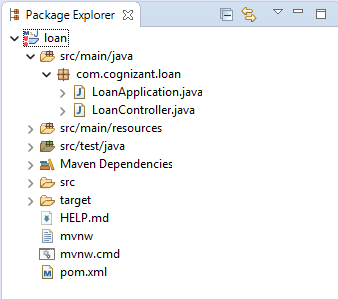 Package Explorer
loan
src/main/java
com.cognizant.loan
LoanApplication.java
LoanController.java
src/main/resources
src/test/java
Maven Dependencies
src
target
HELP.md
mvnw
mvnw.cmd
pom.xml